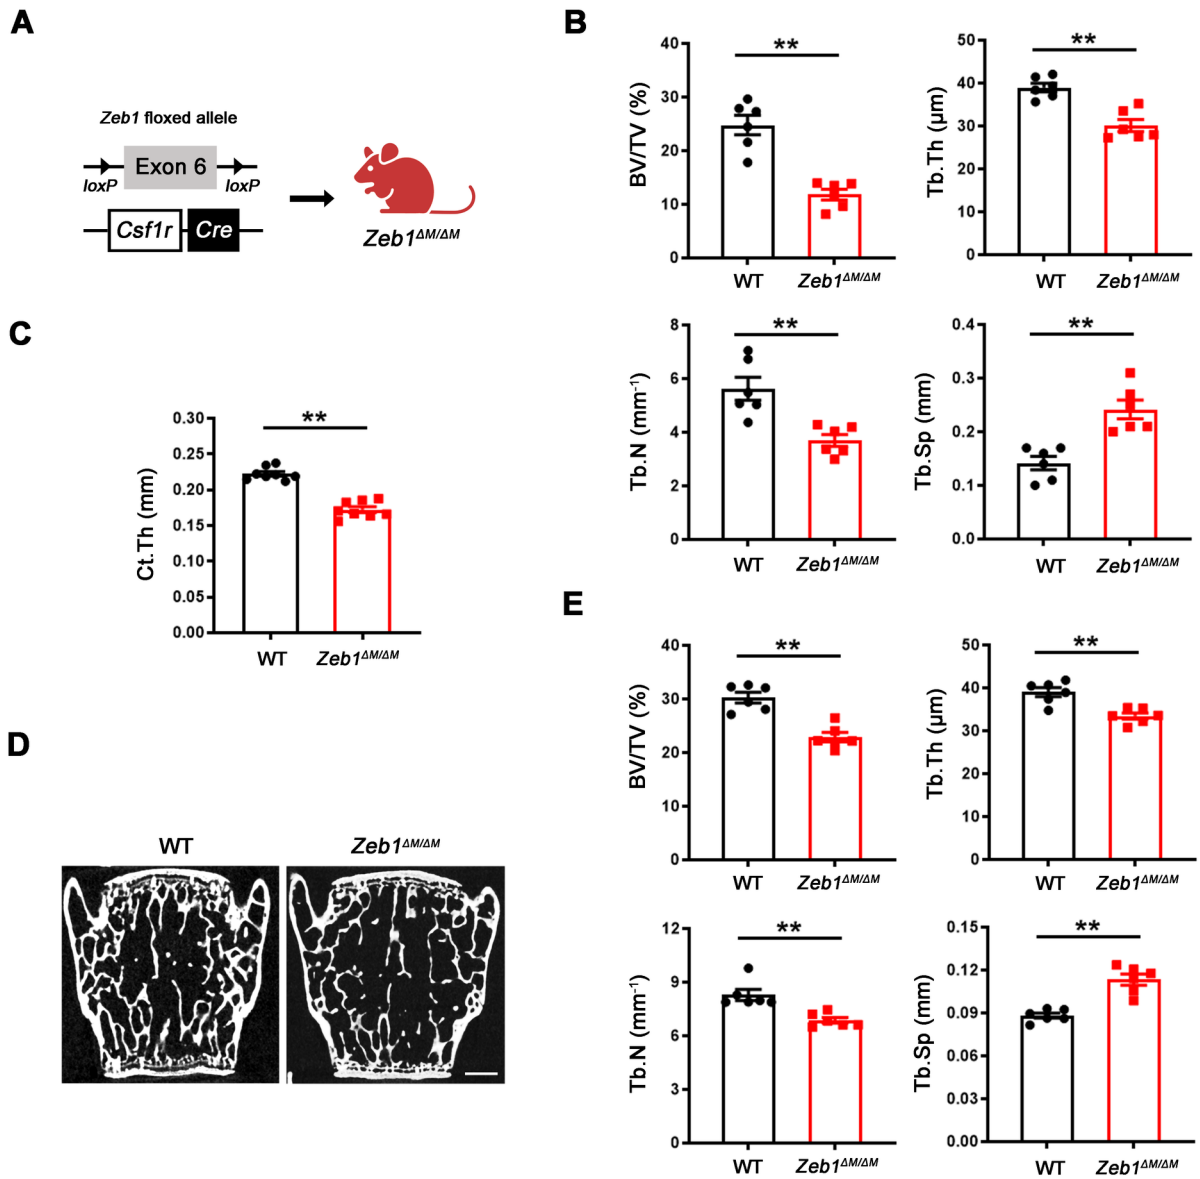 A
Zeb1 floxed allele
Exon 6
loxP
loxP
Csf1r
Cre
Zeb1ΔM/ΔM
B
BV/TV (%)
40
30
20
10
0
**
WT
Zeb1ΔM/ΔM
Tb.Th (μm)
50
40
30
20
10
0
**
WT
Zeb1ΔM/ΔM
Tb.N (mm-1)
8
6
4
2
0
**
WT
Zeb1ΔM/ΔM
Tb.Sp (mm)
0.4
0.3
0.2
0.1
0.0
**
WT
Zeb1ΔM/ΔM
C
Ct.Th (mm)
0.30
0.25
0.20
0.15
0.10
0.05
0.00
**
WT
Zeb1ΔM/ΔM
D
WT
Zeb1ΔM/ΔM
E
BV/TV (%)
40
30
20
10
0
**
WT
Zeb1ΔM/ΔM
Tb.Th (μm)
50
40
30
20
10
0
**
WT
Zeb1ΔM/ΔM
Tb.N (mm-1)
12
9
6
3
0
**
WT
Zeb1ΔM/ΔM
Tb.Sp (mm)
0.15
0.12
0.09
0.06
0.03
0.00
**
WT
Zeb1ΔM/ΔM